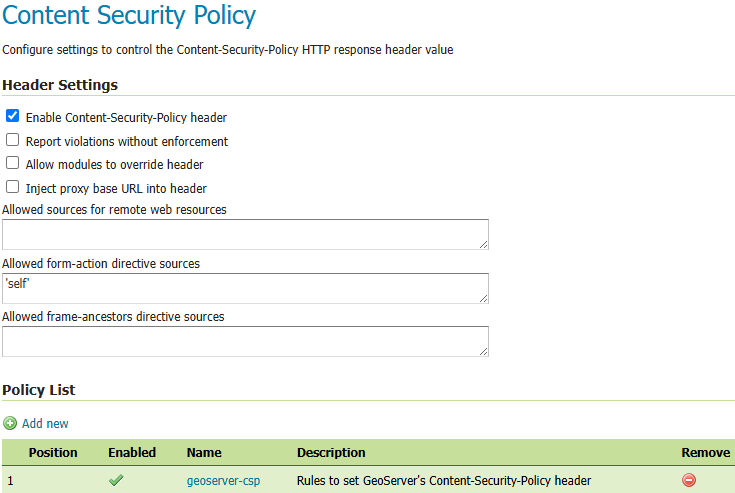 Content Security Policy
Configure settings to control the Content-Security-Policy HTTP response header value
Header Settings
Enable Content-Security-Policy header
Report violations without enforcement
Allow modules to override header
Inject proxy base URL into header
Allowed sources for remote web resources
Allowed form-action directive sources
'self'
Allowed frame-ancestors directive sources
Policy List
Add new
Position Enabled Name Description Remove
1 geoserver-csp Rules to set GeoServer's Content-Security-Policy header